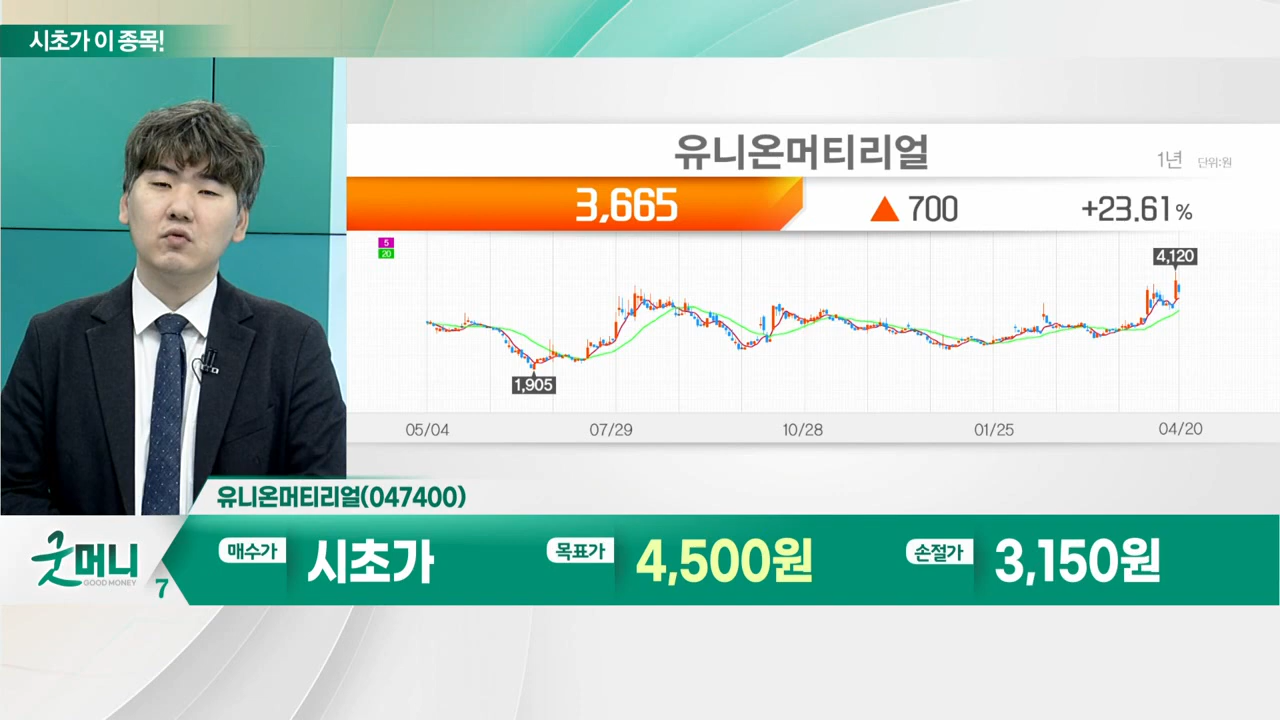 시초가 이 종목!
유니온머티리얼
1년 단위:원
3,665
▲ 700
+23.61%
5
20
4,120
1,905
05/04
07/29
10/28
01/25
04/20
유니온머티리얼(047400)
굿머니
GOOD MONEY
7
매수가 시초가
목표가 4,500원
손절가 3,150원